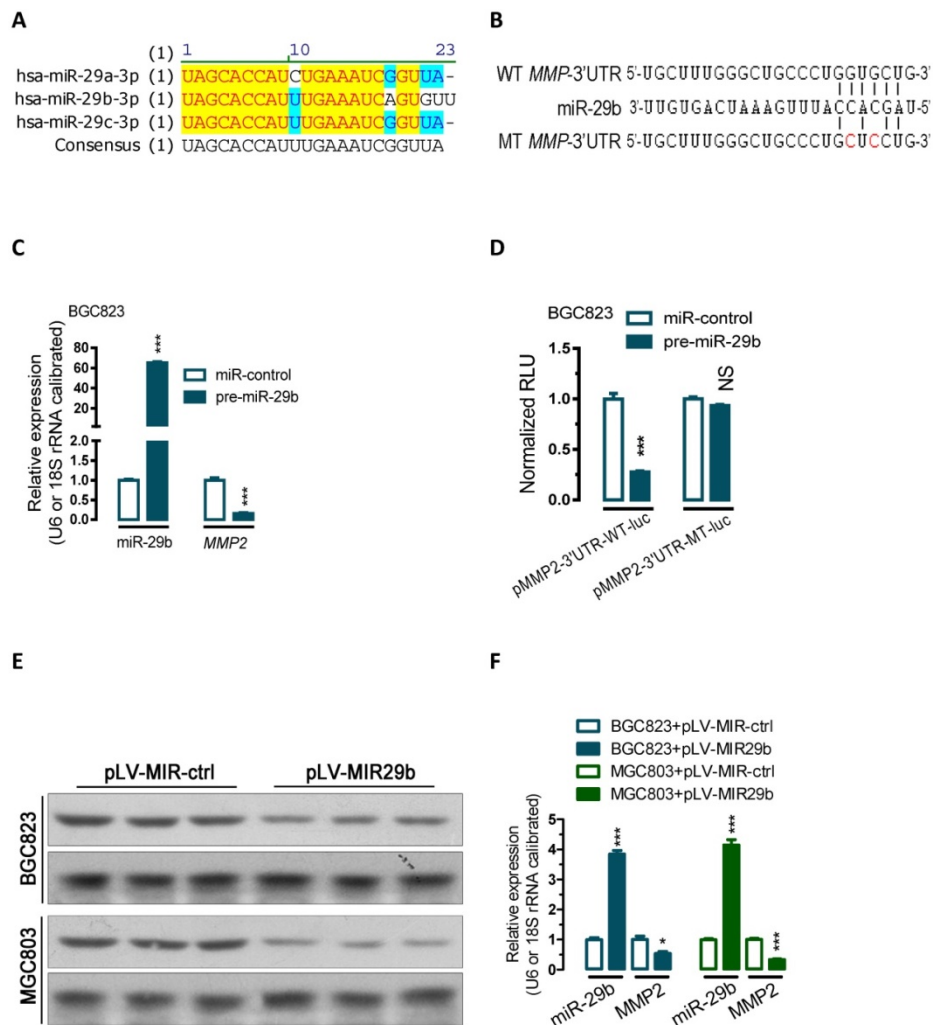 A
(1) 1 10 23
hsa-miR-29a-3p (1) UAGCACCAUCUGAAAUCGGUUA-
hsa-miR-29b-3p (1) UAGCACCAUUUGAAAUCAGUGUU
hsa-miR-29c-3p (1) UAGCACCAUUUGAAAUCGGUUA-
Consensus (1) UAGCACCAUUUGAAAUCGGUUA
B
WT MMP-3'UTR 5'-UGCUUUGGGCUGCCCUGGUGCUG-3'
miR-29b 3'-UUGUGACUAAAGUUUACCACGAU-5'
MT MMP-3'UTR 5'-UGCUUUGGGCUGCCCUGCUCCUG-3'
C
BGC823
Relative expression
(U6 or 18S rRNA calibrated)
80
60
40
20
2.0
1.5
1.0
0.5
0.0
***
***
miR-control
pre-miR-29b
miR-29b MMP2
D
BGC823
miR-control
pre-miR-29b
Normalized RLU
1.5
1.0
0.5
0.0
***
NS
pMMP2-3'UTR-WT-luc
pMMP2-3'UTR-MT-luc
E
pLV-MIR-ctrl pLV-MIR29b
BGC823
MGC803
F
BGC823+pLV-MIR-ctrl
BGC823+pLV-MIR29b
MGC803+pLV-MIR-ctrl
MGC803+pLV-MIR29b
Relative expression
(U6 or 18S rRNA calibrated)
5
4
3
2
1
0
***
*
***
***
miR-29b MMP2 miR-29b MMP2